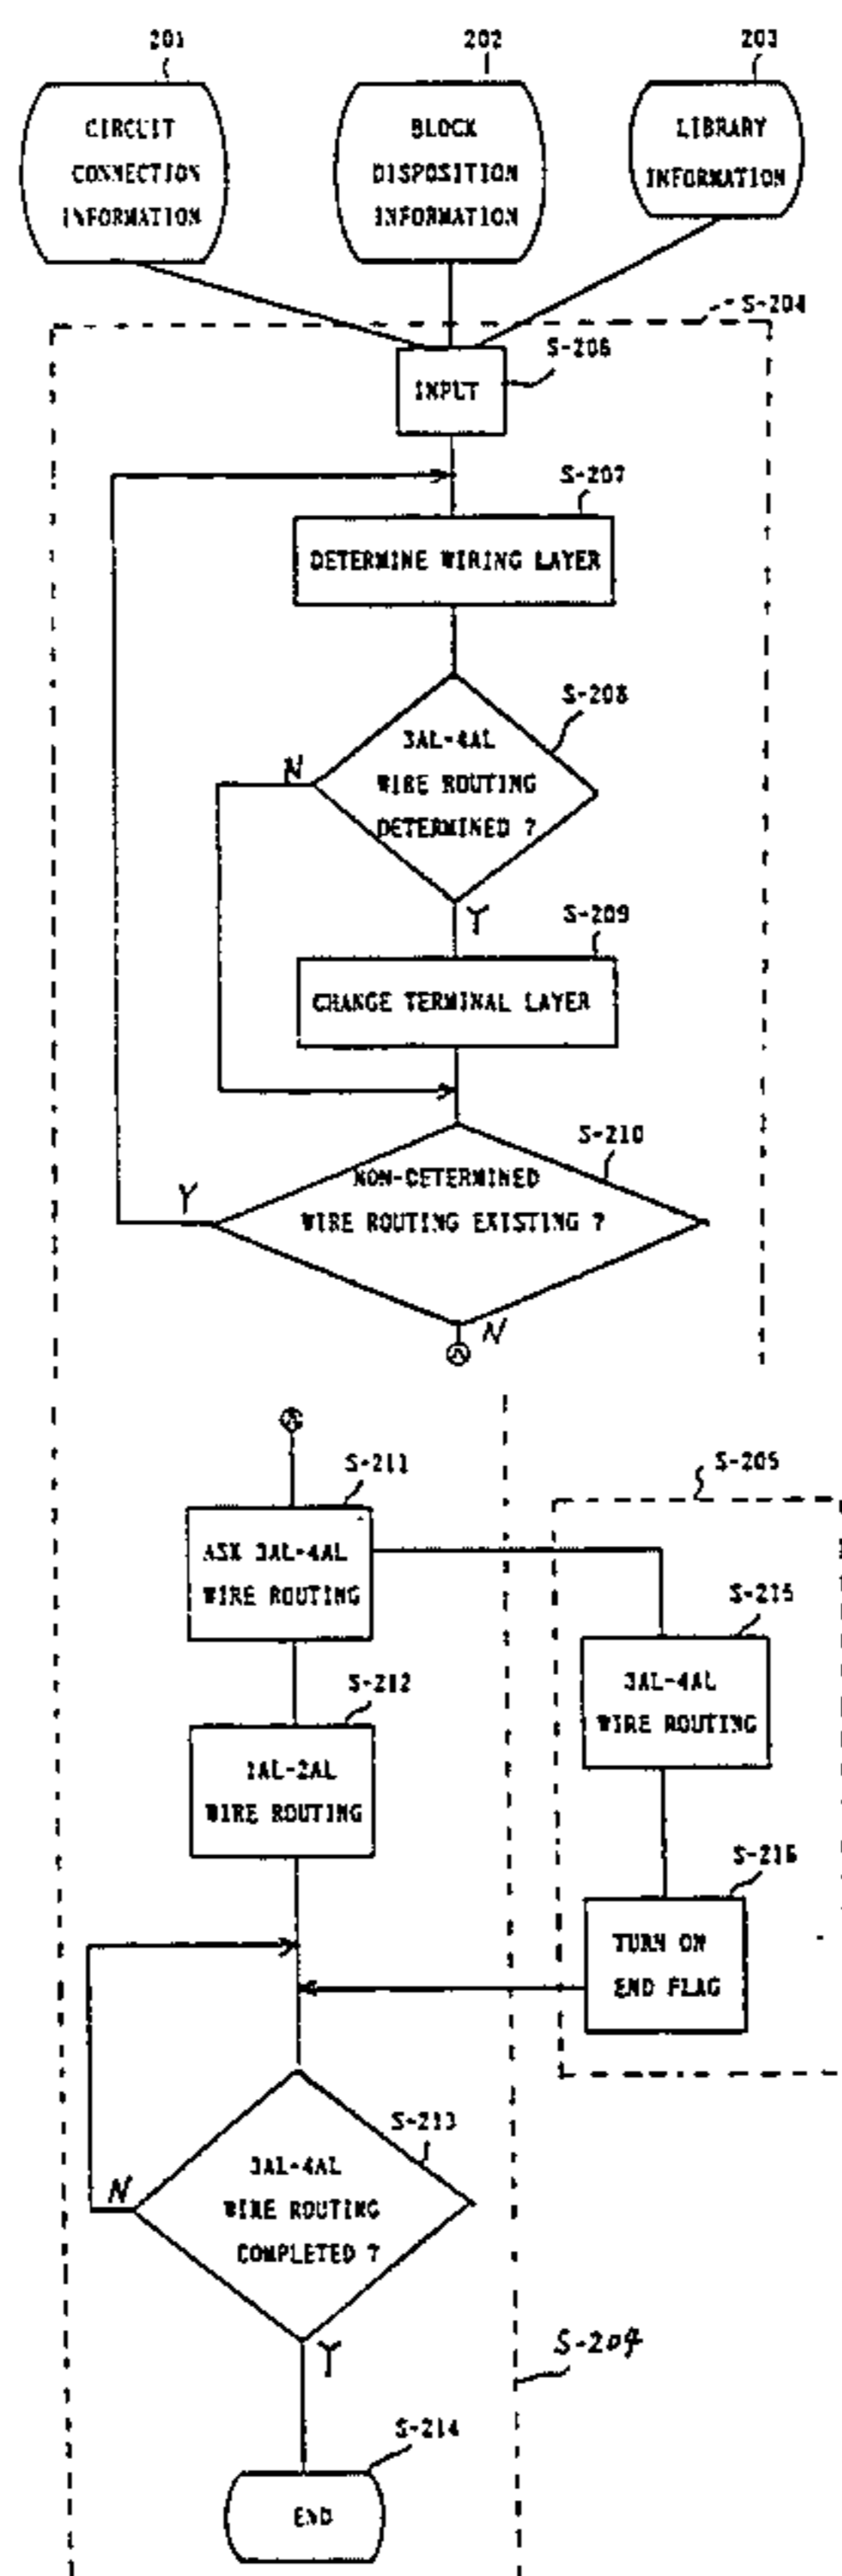 201
202
203
CIRCUIT
CONNECTION
INFORMATION
BLOCK
DISPOSITION
INFORMATION
LIBRARY
INFORMATION
S-204
S-206
INPUT
S-207
DETERMINE WIRING LAYER
S-208
3AL-4AL
WIRE ROUTING
DETERMINED ?
N
Y
S-209
CHANGE TERMINAL LAYER
S-210
NON-DETERMINED
WIRE ROUTING EXISTING ?
Y
N
S-211
ASK 3AL-4AL
WIRE ROUTING
S-205
S-215
3AL-4AL
WIRE ROUTING
S-212
1AL-2AL
WIRE ROUTING
S-216
TURN ON
END FLAG
S-213
3AL-4AL
WIRE ROUTING
COMPLETED ?
N
Y
S-204
S-214
END